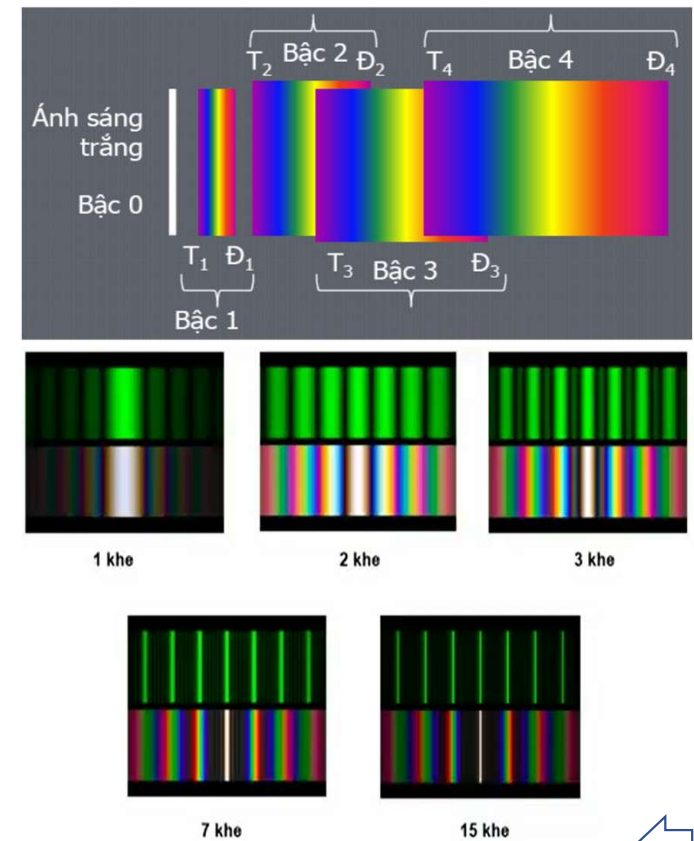 T₂ Bậc 2 Đ₂
T₄ Bậc 4 Đ₄
Ánh sáng
trắng
Bậc 0
T₁ Đ₁
Bậc 1
T₃ Bậc 3 Đ₃
1 khe
2 khe
3 khe
7 khe
15 khe